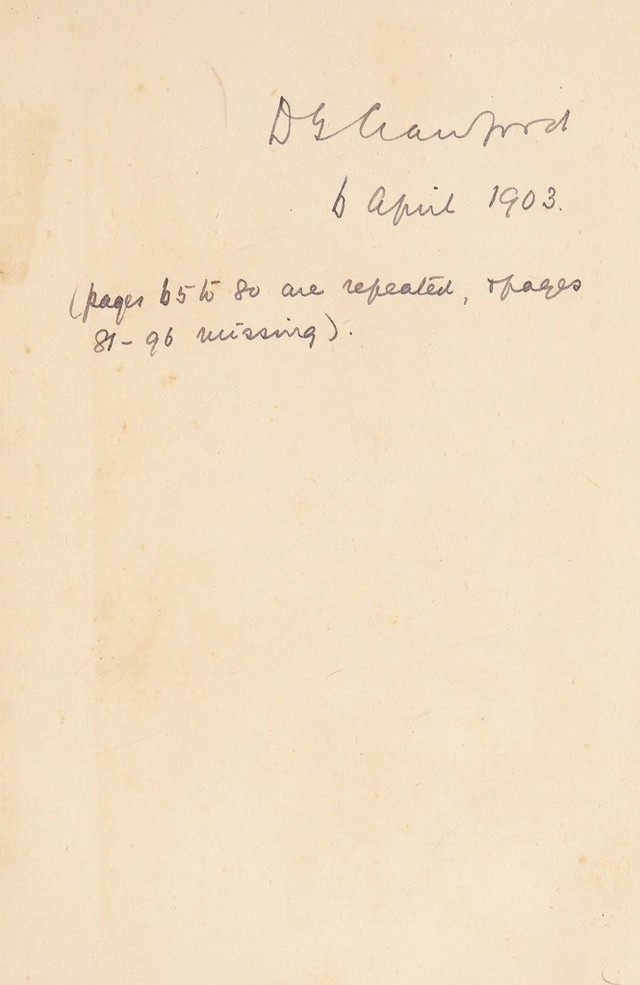 D G Crawford
6 April 1903.
(pages 65 to 80 are repeated, & pages
81-96 missing).